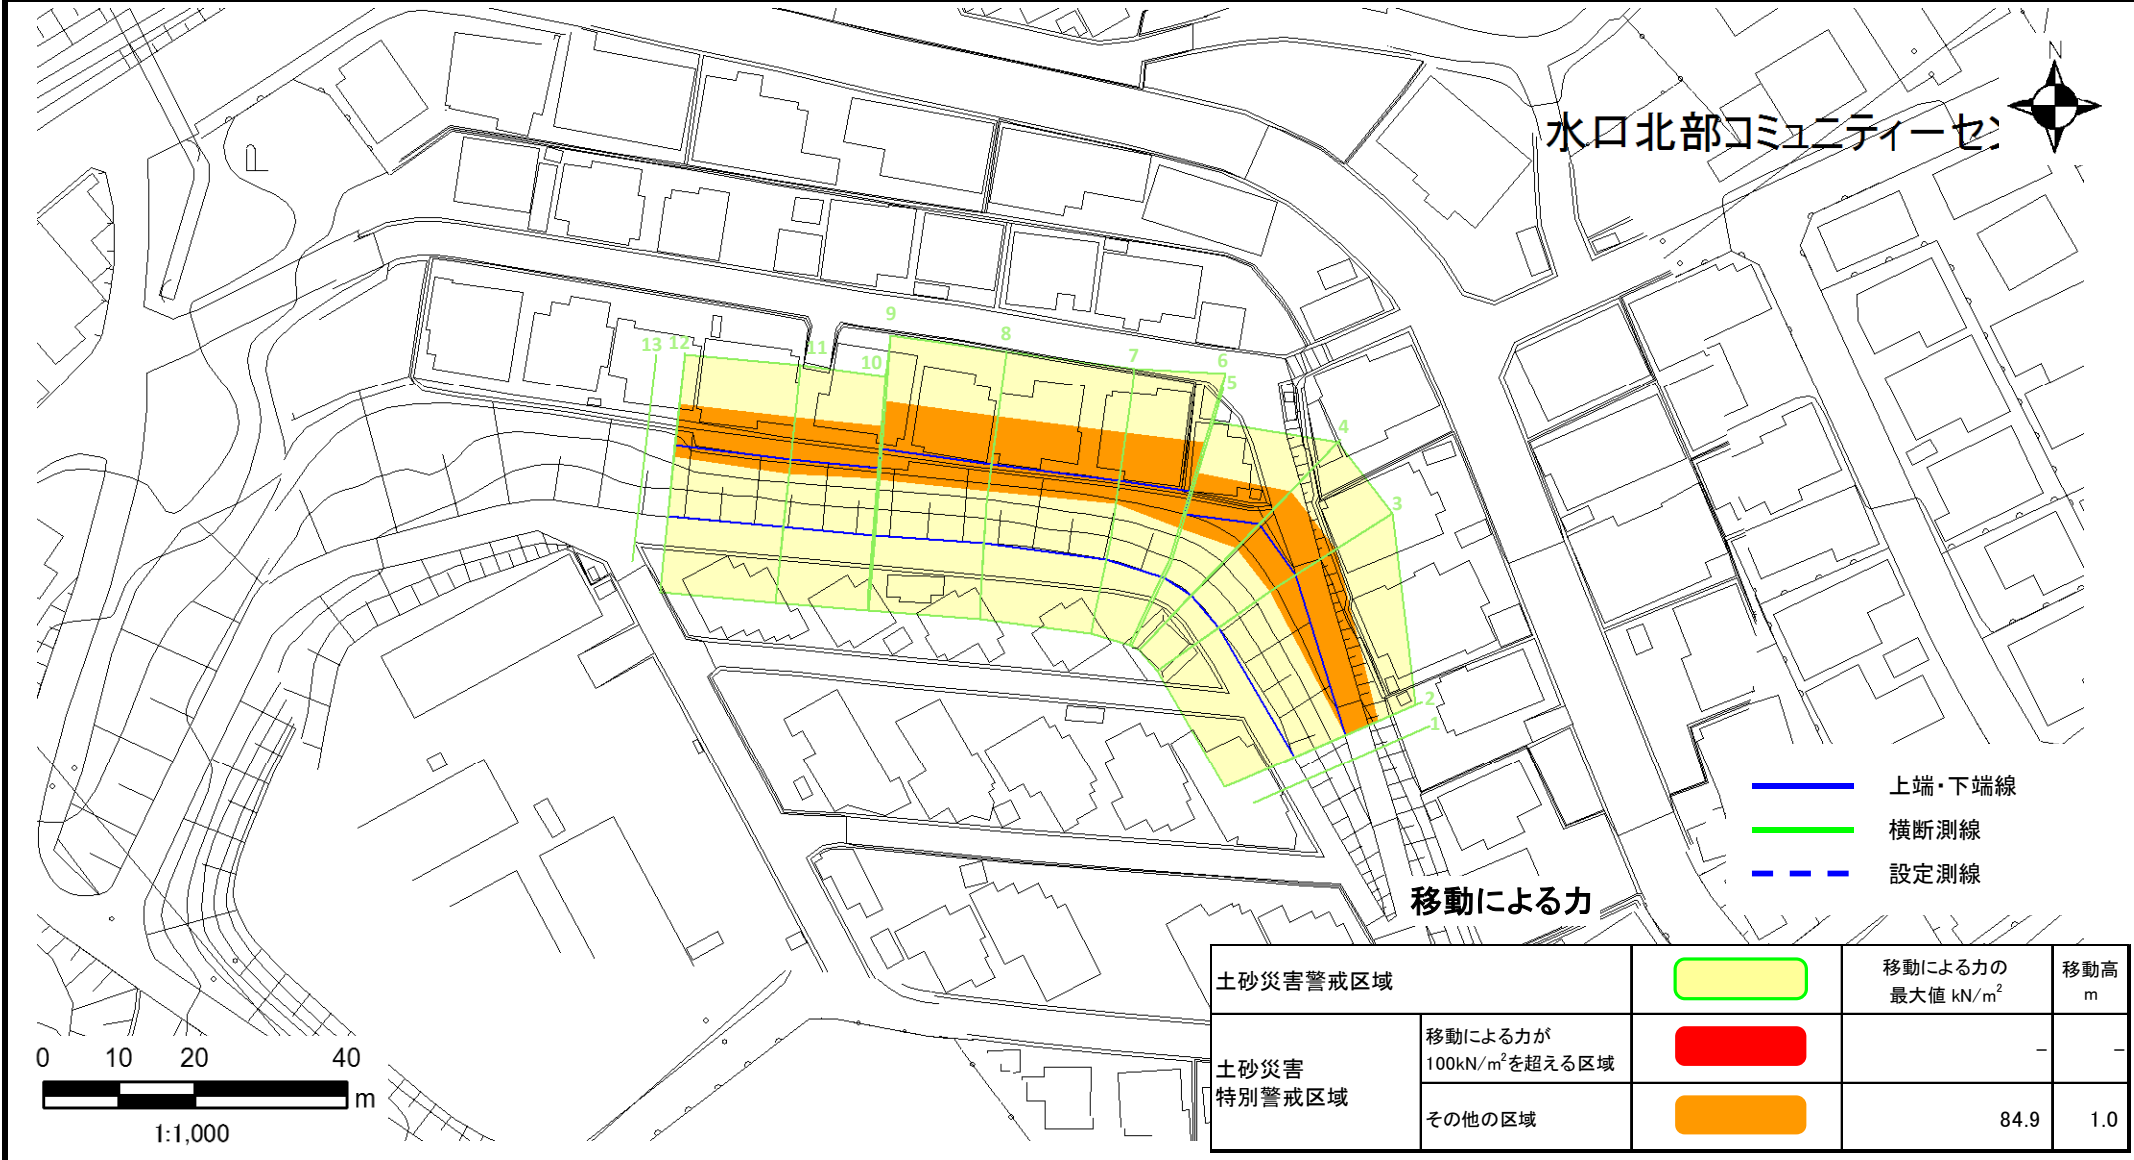 N
水口北部コミュニティーセン
9
8
13
12
11
10
7
6
5
4
3
2
1
上端・下端線
横断測線
設定測線
移動による力
土砂災害警戒区域
移動による力の
最大値 kN/m²
移動高
m
土砂災害
特別警戒区域
移動による力が
100kN/m²を超える区域
-
-
その他の区域
84.9
1.0
0 10 20 40
m
1:1,000